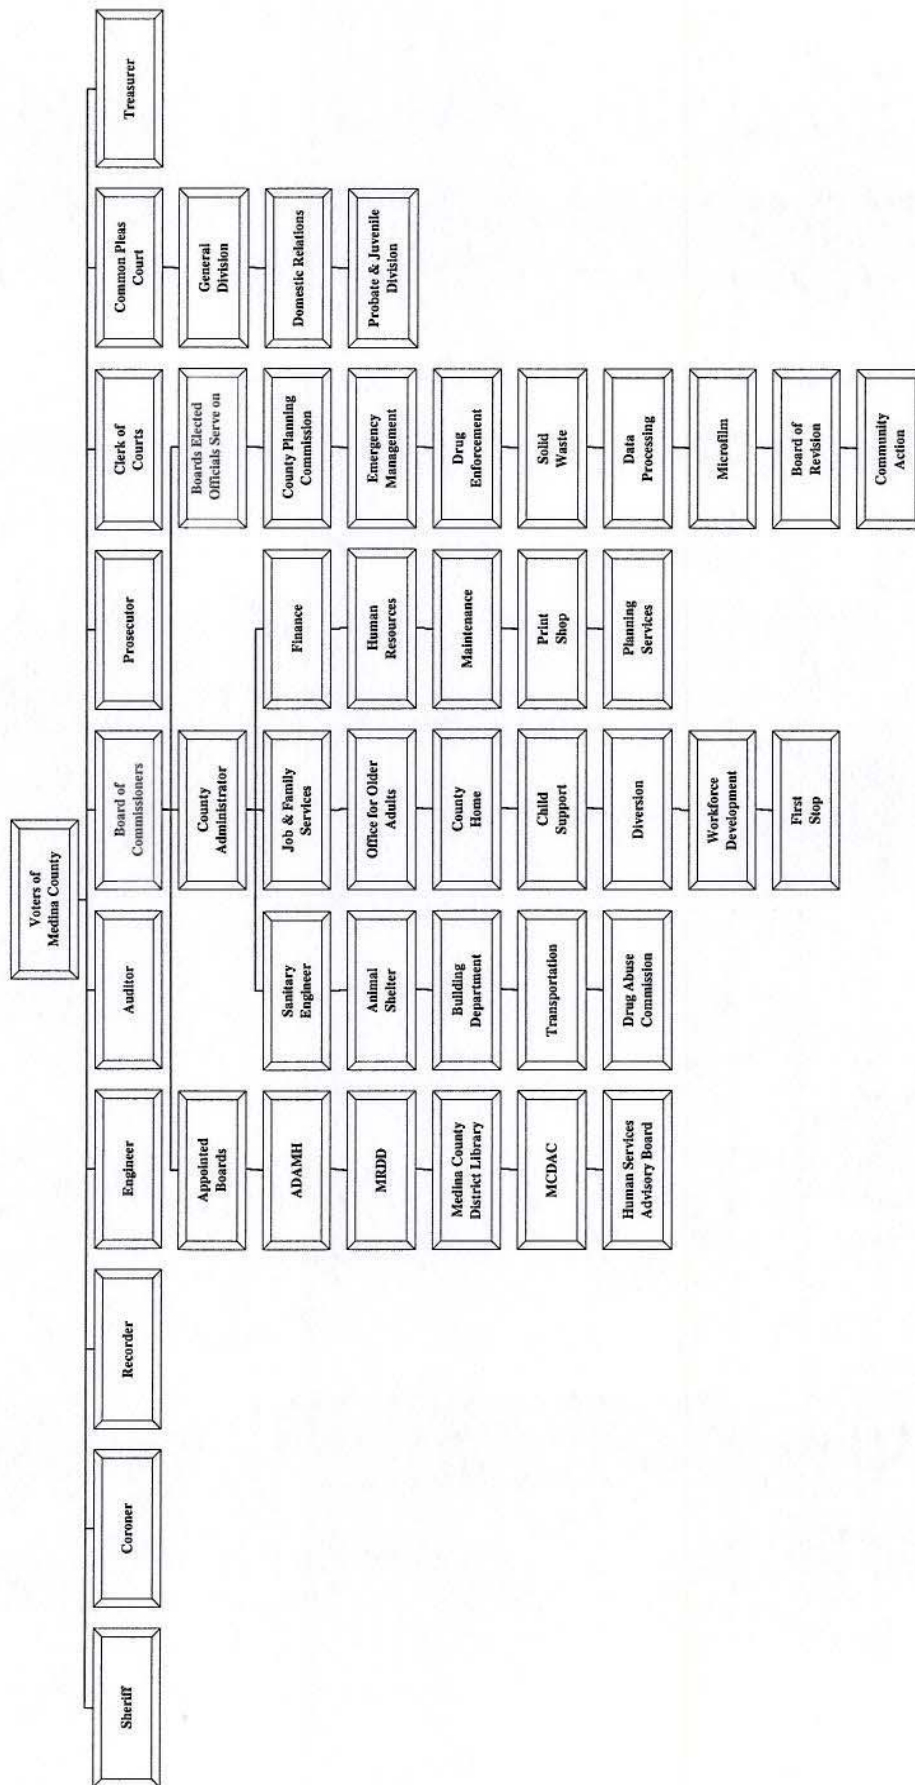 Voters of
Medina County
Sheriff
Coroner
Recorder
Engineer
Auditor
Board of
Commissioners
Prosecutor
Clerk of
Courts
Common Pleas
Court
Treasurer
Appointed
Boards
County
Administrator
Boards Elected
Officials Serve on
General
Division
ADAMH
Sanitary
Engineer
Job & Family
Services
Finance
County Planning
Commission
Domestic Relations
MRDD
Animal
Shelter
Office for Older
Adults
Human
Resources
Emergency
Management
Probate & Juvenile
Division
Medina County
District Library
Building
Department
County
Home
Maintenance
Drug
Enforcement
MCDAC
Transportation
Child
Support
Print
Shop
Solid
Waste
Human Services
Advisory Board
Drug Abuse
Commission
Diversion
Planning
Services
Data
Processing
Workforce
Development
Microfilm
First
Stop
Board of
Revision
Community
Action